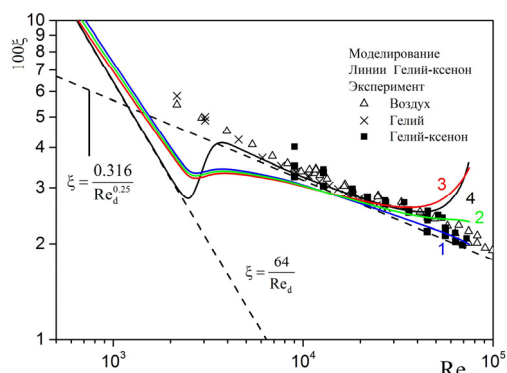 100ξ
10
9
8
7
6
5
4
3
2
1
Моделирование
Линии Гелий-ксенон
Эксперимент
Воздух
Гелий
Гелий-ксенон
ξ = 0.316 / Re_d^0.25
ξ = 64 / Re_d
3
4
2
1
10^3
10^4
10^5
Re